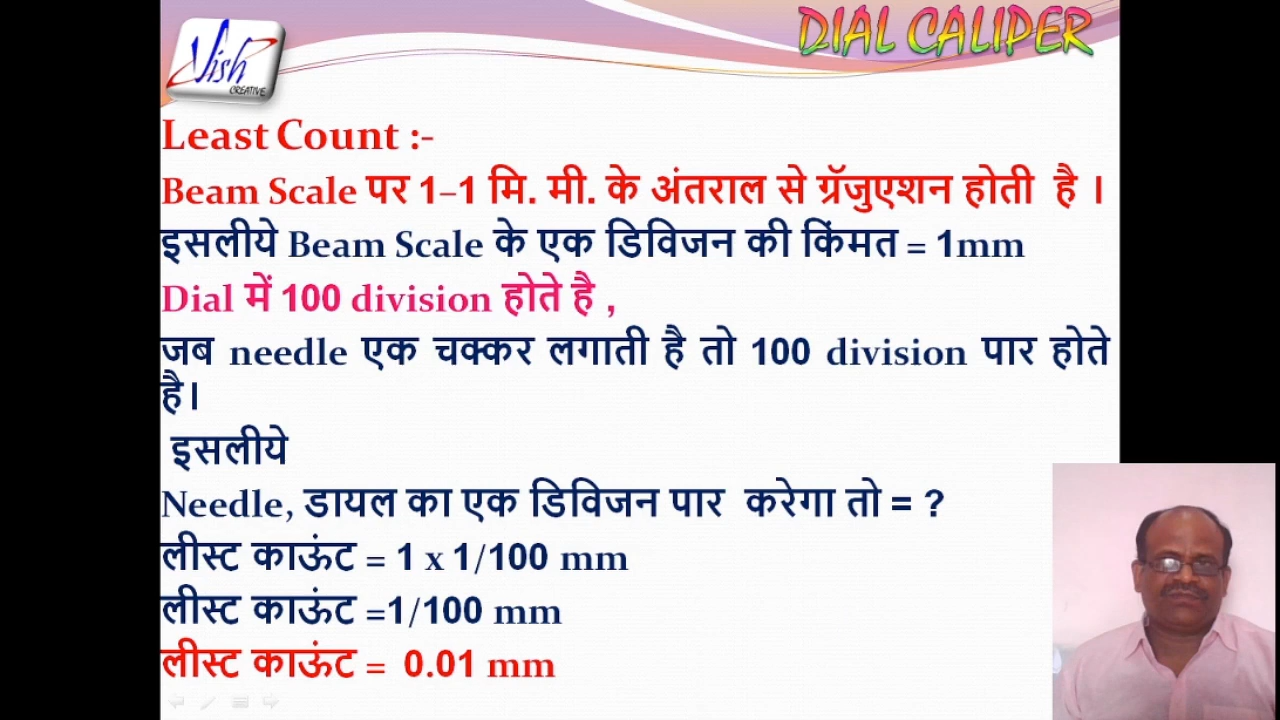 Vish
CREATIVE
DIAL CALIPER
Least Count :-
Beam Scale पर 1–1 मि. मी. के अंतराल से ग्रॅजुएशन होती है ।
इसलीये Beam Scale के एक डिविजन की किंमत = 1mm
Dial में 100 division होते है ,
जब needle एक चक्कर लगाती है तो 100 division पार होते
है।
इसलीये
Needle, डायल का एक डिविजन पार करेगा तो = ?
लीस्ट काऊंट = 1 x 1/100 mm
लीस्ट काऊंट =1/100 mm
लीस्ट काऊंट = 0.01 mm